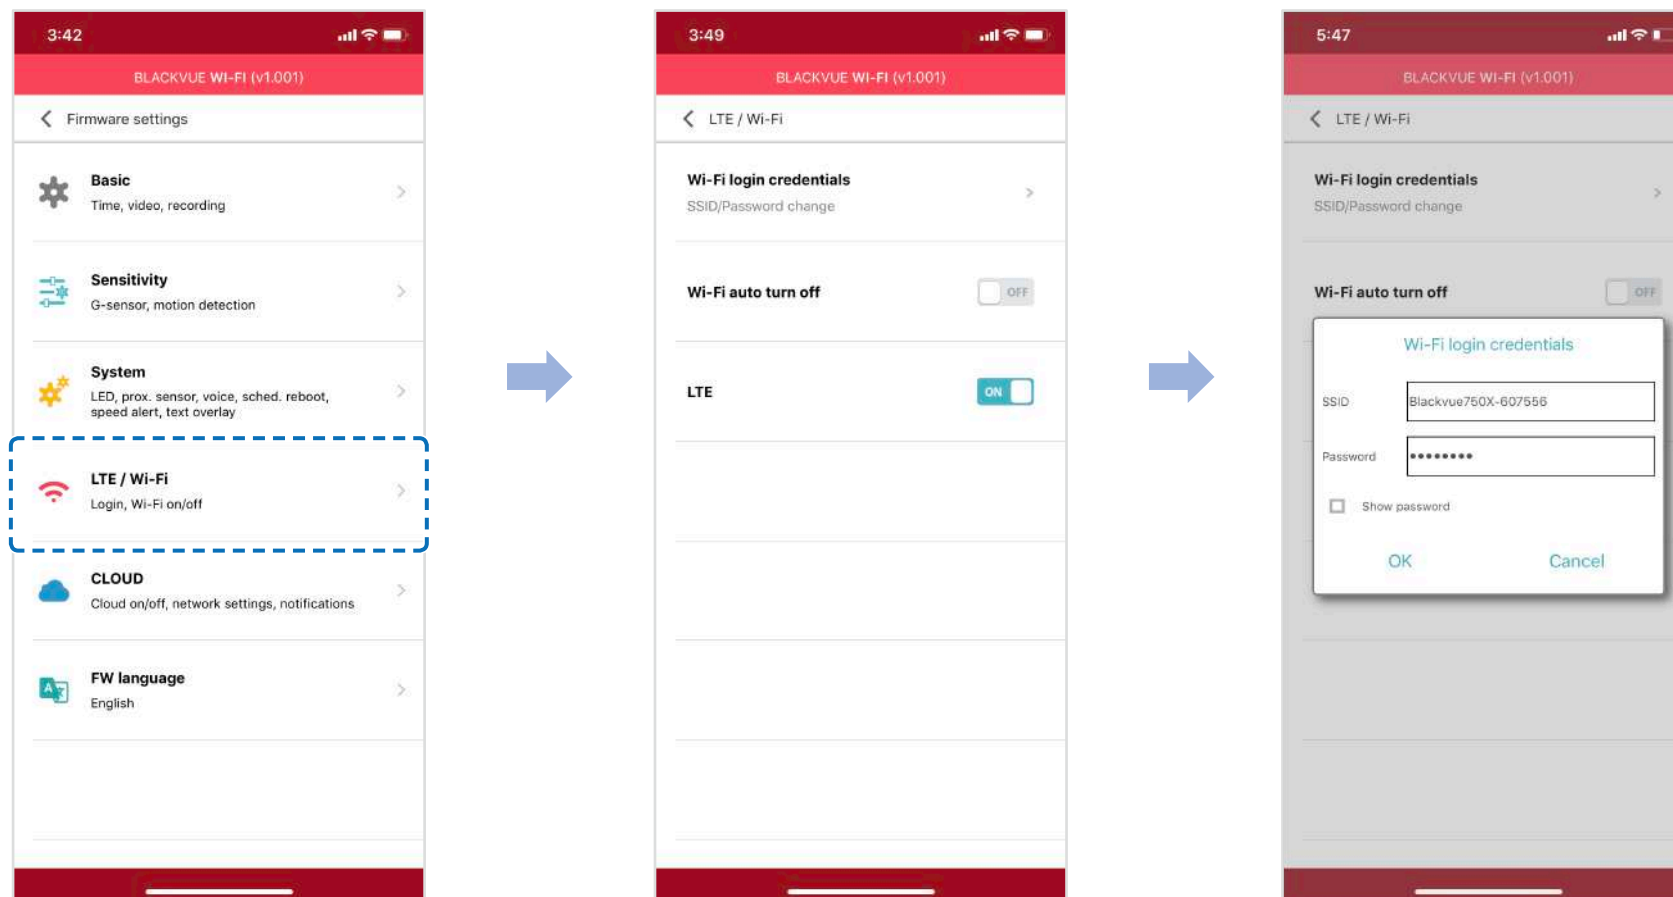 3:42
BLACKVUE WI-FI (v1.001)
Firmware settings
Basic
Time, video, recording
Sensitivity
G-sensor, motion detection
System
LED, prox. sensor, voice, sched. reboot,
speed alert, text overlay
LTE / Wi-Fi
Login, Wi-Fi on/off
CLOUD
Cloud on/off, network settings, notifications
FW language
English
3:49
BLACKVUE WI-FI (v1.001)
LTE / Wi-Fi
Wi-Fi login credentials
SSID/Password change
Wi-Fi auto turn off
OFF
LTE
ON
5:47
BLACKVUE WI-FI (v1.001)
LTE / Wi-Fi
Wi-Fi login credentials
SSID/Password change
Wi-Fi auto turn off
OFF
Wi-Fi login credentials
SSID
Blackvue750X-607556
Password
••••••••
Show password
OK Cancel